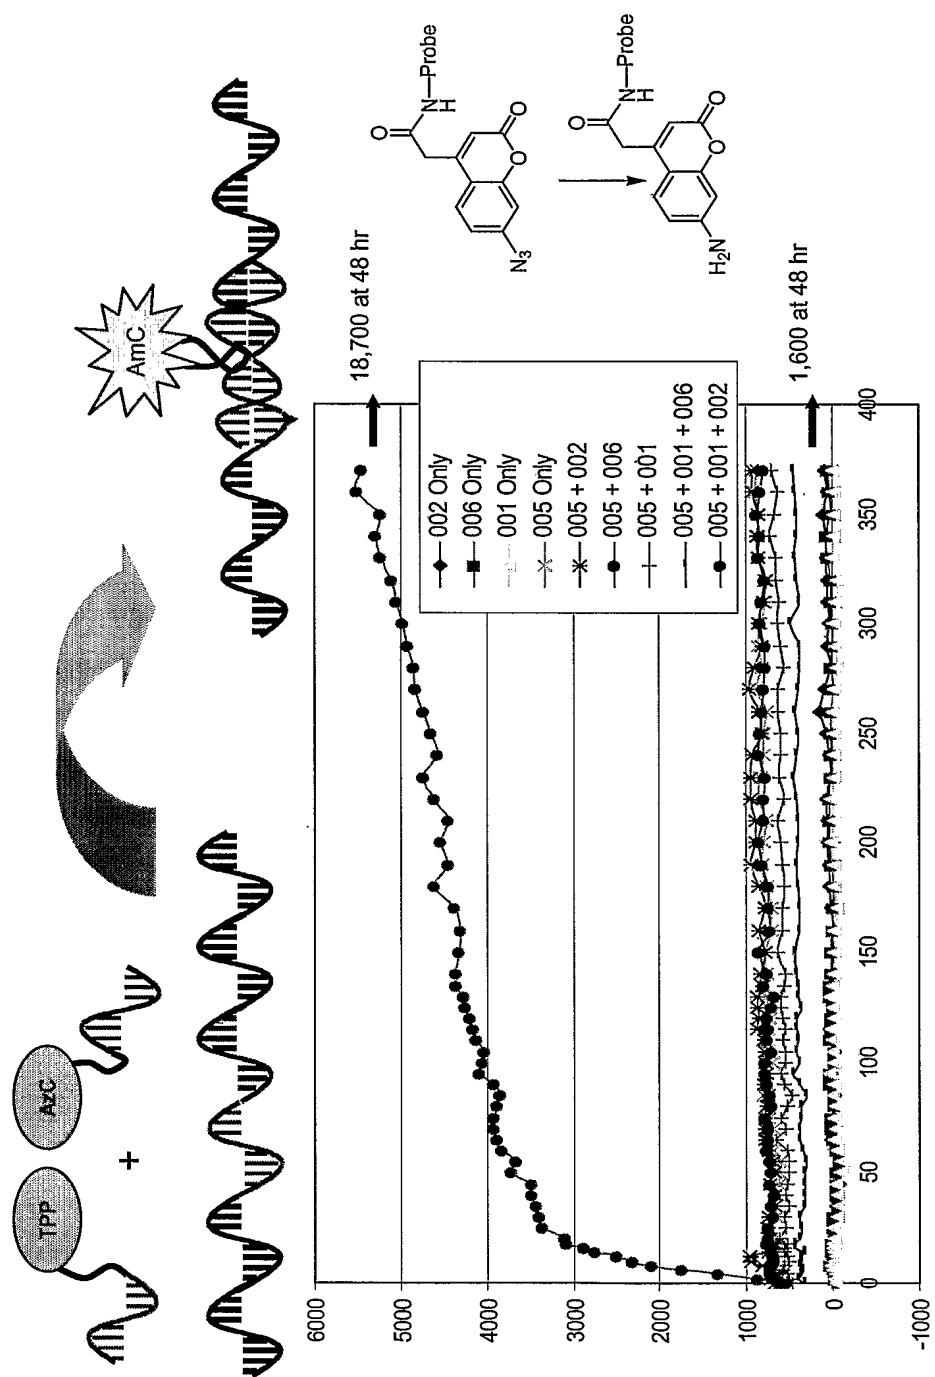 TPP
+
AzC
AmC
6000
5000
4000
3000
2000
1000
0
-1000
0
50
100
150
200
250
300
350
400
002 Only
006 Only
001 Only
005 Only
005 + 002
005 + 006
005 + 001
005 + 001 + 006
005 + 001 + 002
18,700 at 48 hr
1,600 at 48 hr
O
N—Probe
H
O
O
N3
O
N—Probe
H
O
O
H2N